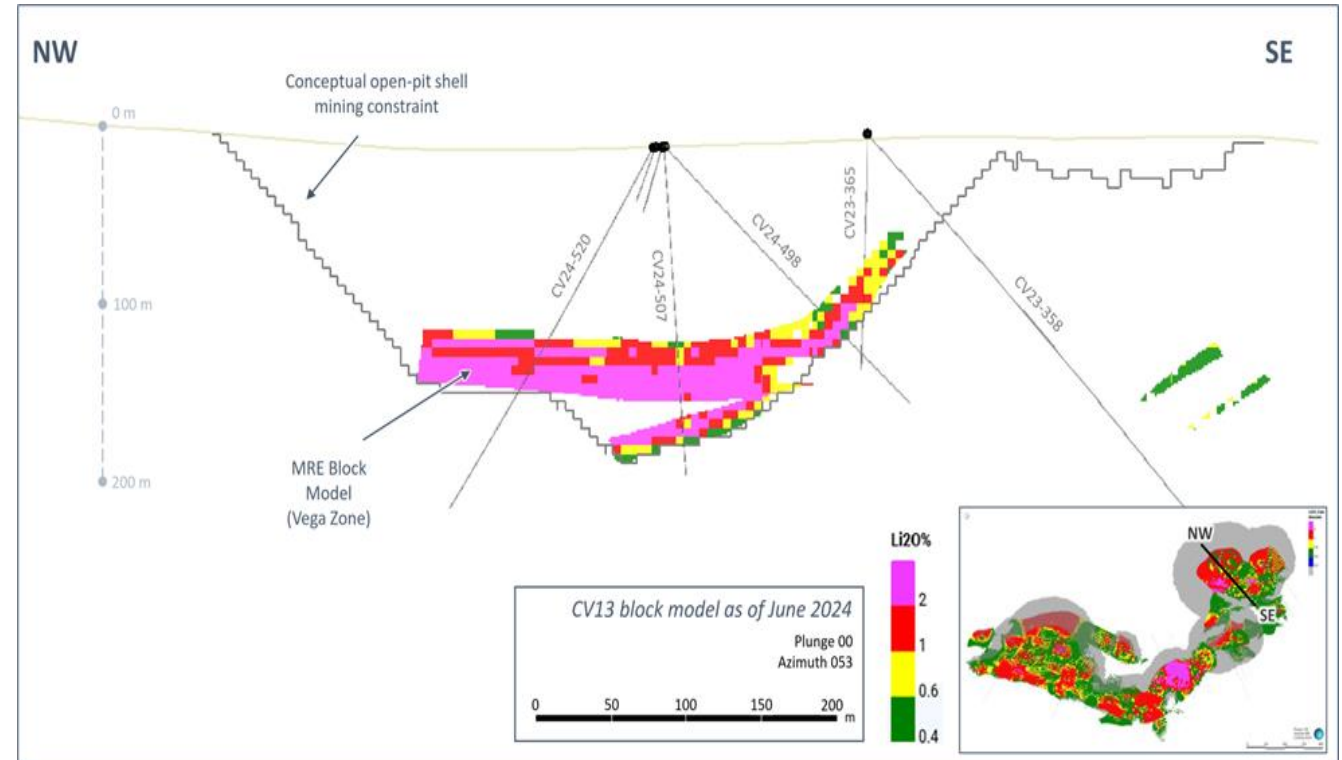 NW
SE
Conceptual open-pit shell
mining constraint
0 m
100 m
200 m
CV24-520
CV24-507
CV24-498
CV23-365
CV23-358
MRE Block
Model
(Vega Zone)
CV13 block model as of June 2024
Plunge 00
Azimuth 053
0 50 100 150 200
m
Li20%
2
1
0.6
0.4
NW
SE